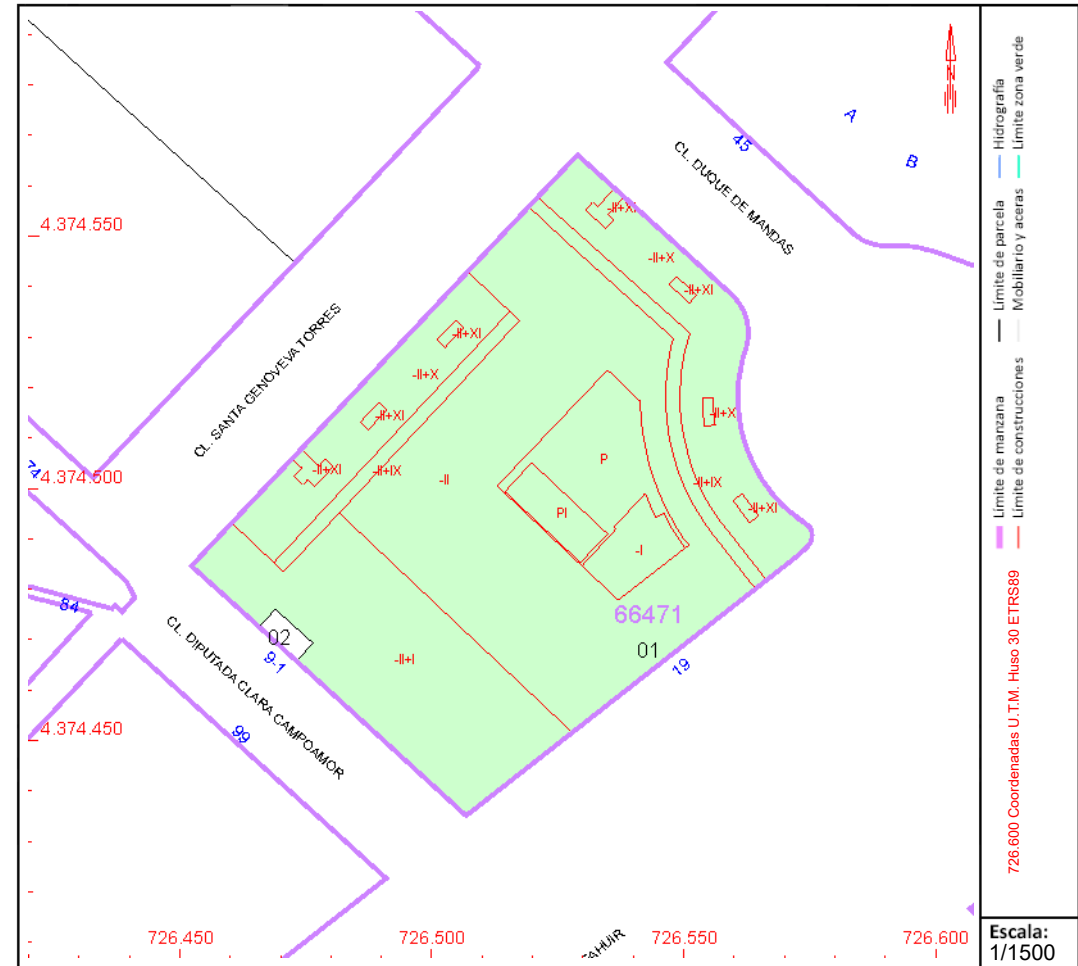 45
A
B
CL. DUQUE DE MANDAS
4.374.550
-II+XI
-II+X
-II+XI
CL. SANTA GENOVEVA TORRES
-II+XI
-II+X
-II+XI
-II+X
-II+XI
-II+IX
-II
P
-II+IX
74
4.374.500
PI
-II+XI
-I
84
66471
01
02
9-1
-II+I
19
CL. DIPUTADA CLARA CAMPOAMOR
99
4.374.450
726.450
726.500
726.550
726.600
AHUIR
N
Límite de manzana
Límite de parcela
Hidrografía
Límite de construcciones
Mobiliario y aceras
Límite zona verde
726.600 Coordenadas U.T.M. Huso 30 ETRS89
Escala:
1/1500